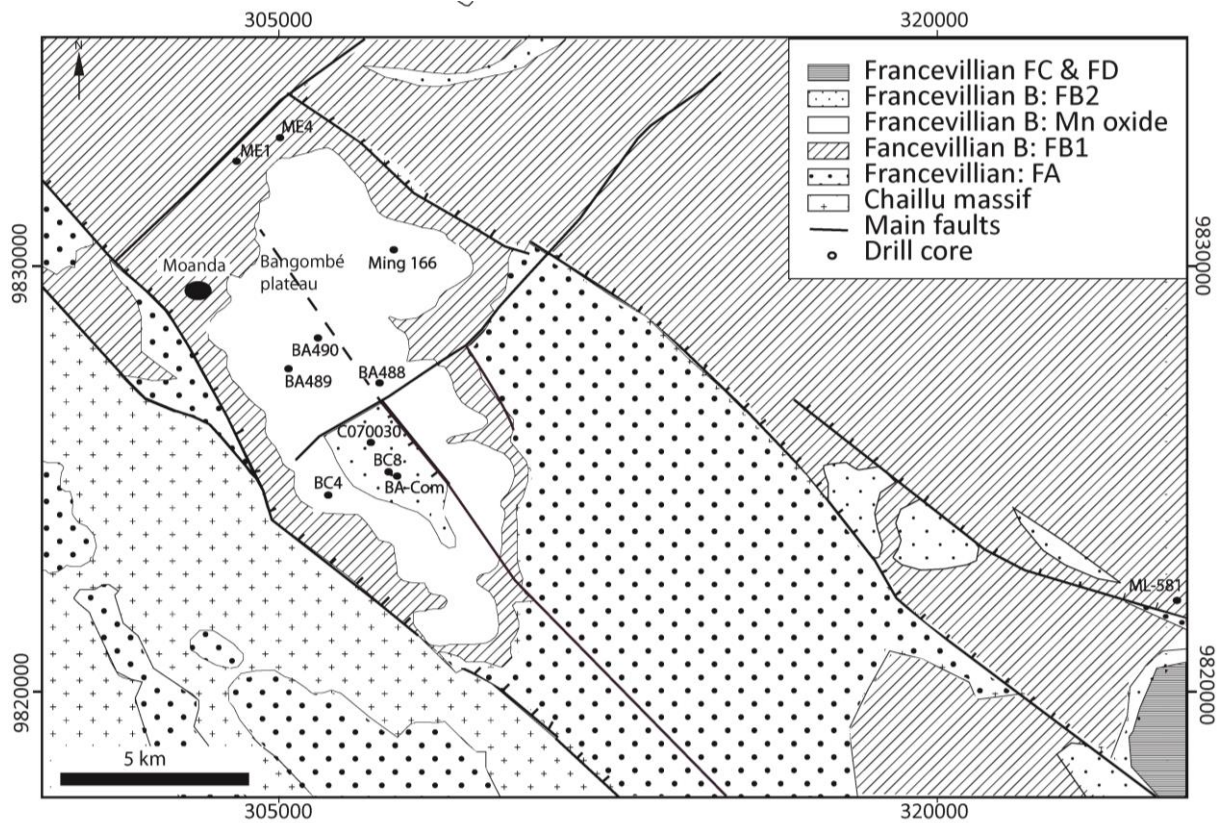 305000
320000
N
Francevillian FC & FD
Francevillian B: FB2
Francevillian B: Mn oxide
Fancevillian B: FB1
Francevillian: FA
Chaillu massif
Main faults
Drill core
ME4
ME1
9830000
9830000
Moanda
Bangombé
plateau
Ming 166
BA490
BA489
BA488
C070030
BC8
BA-Com
BC4
ML-581
9820000
9820000
5 km
305000
320000